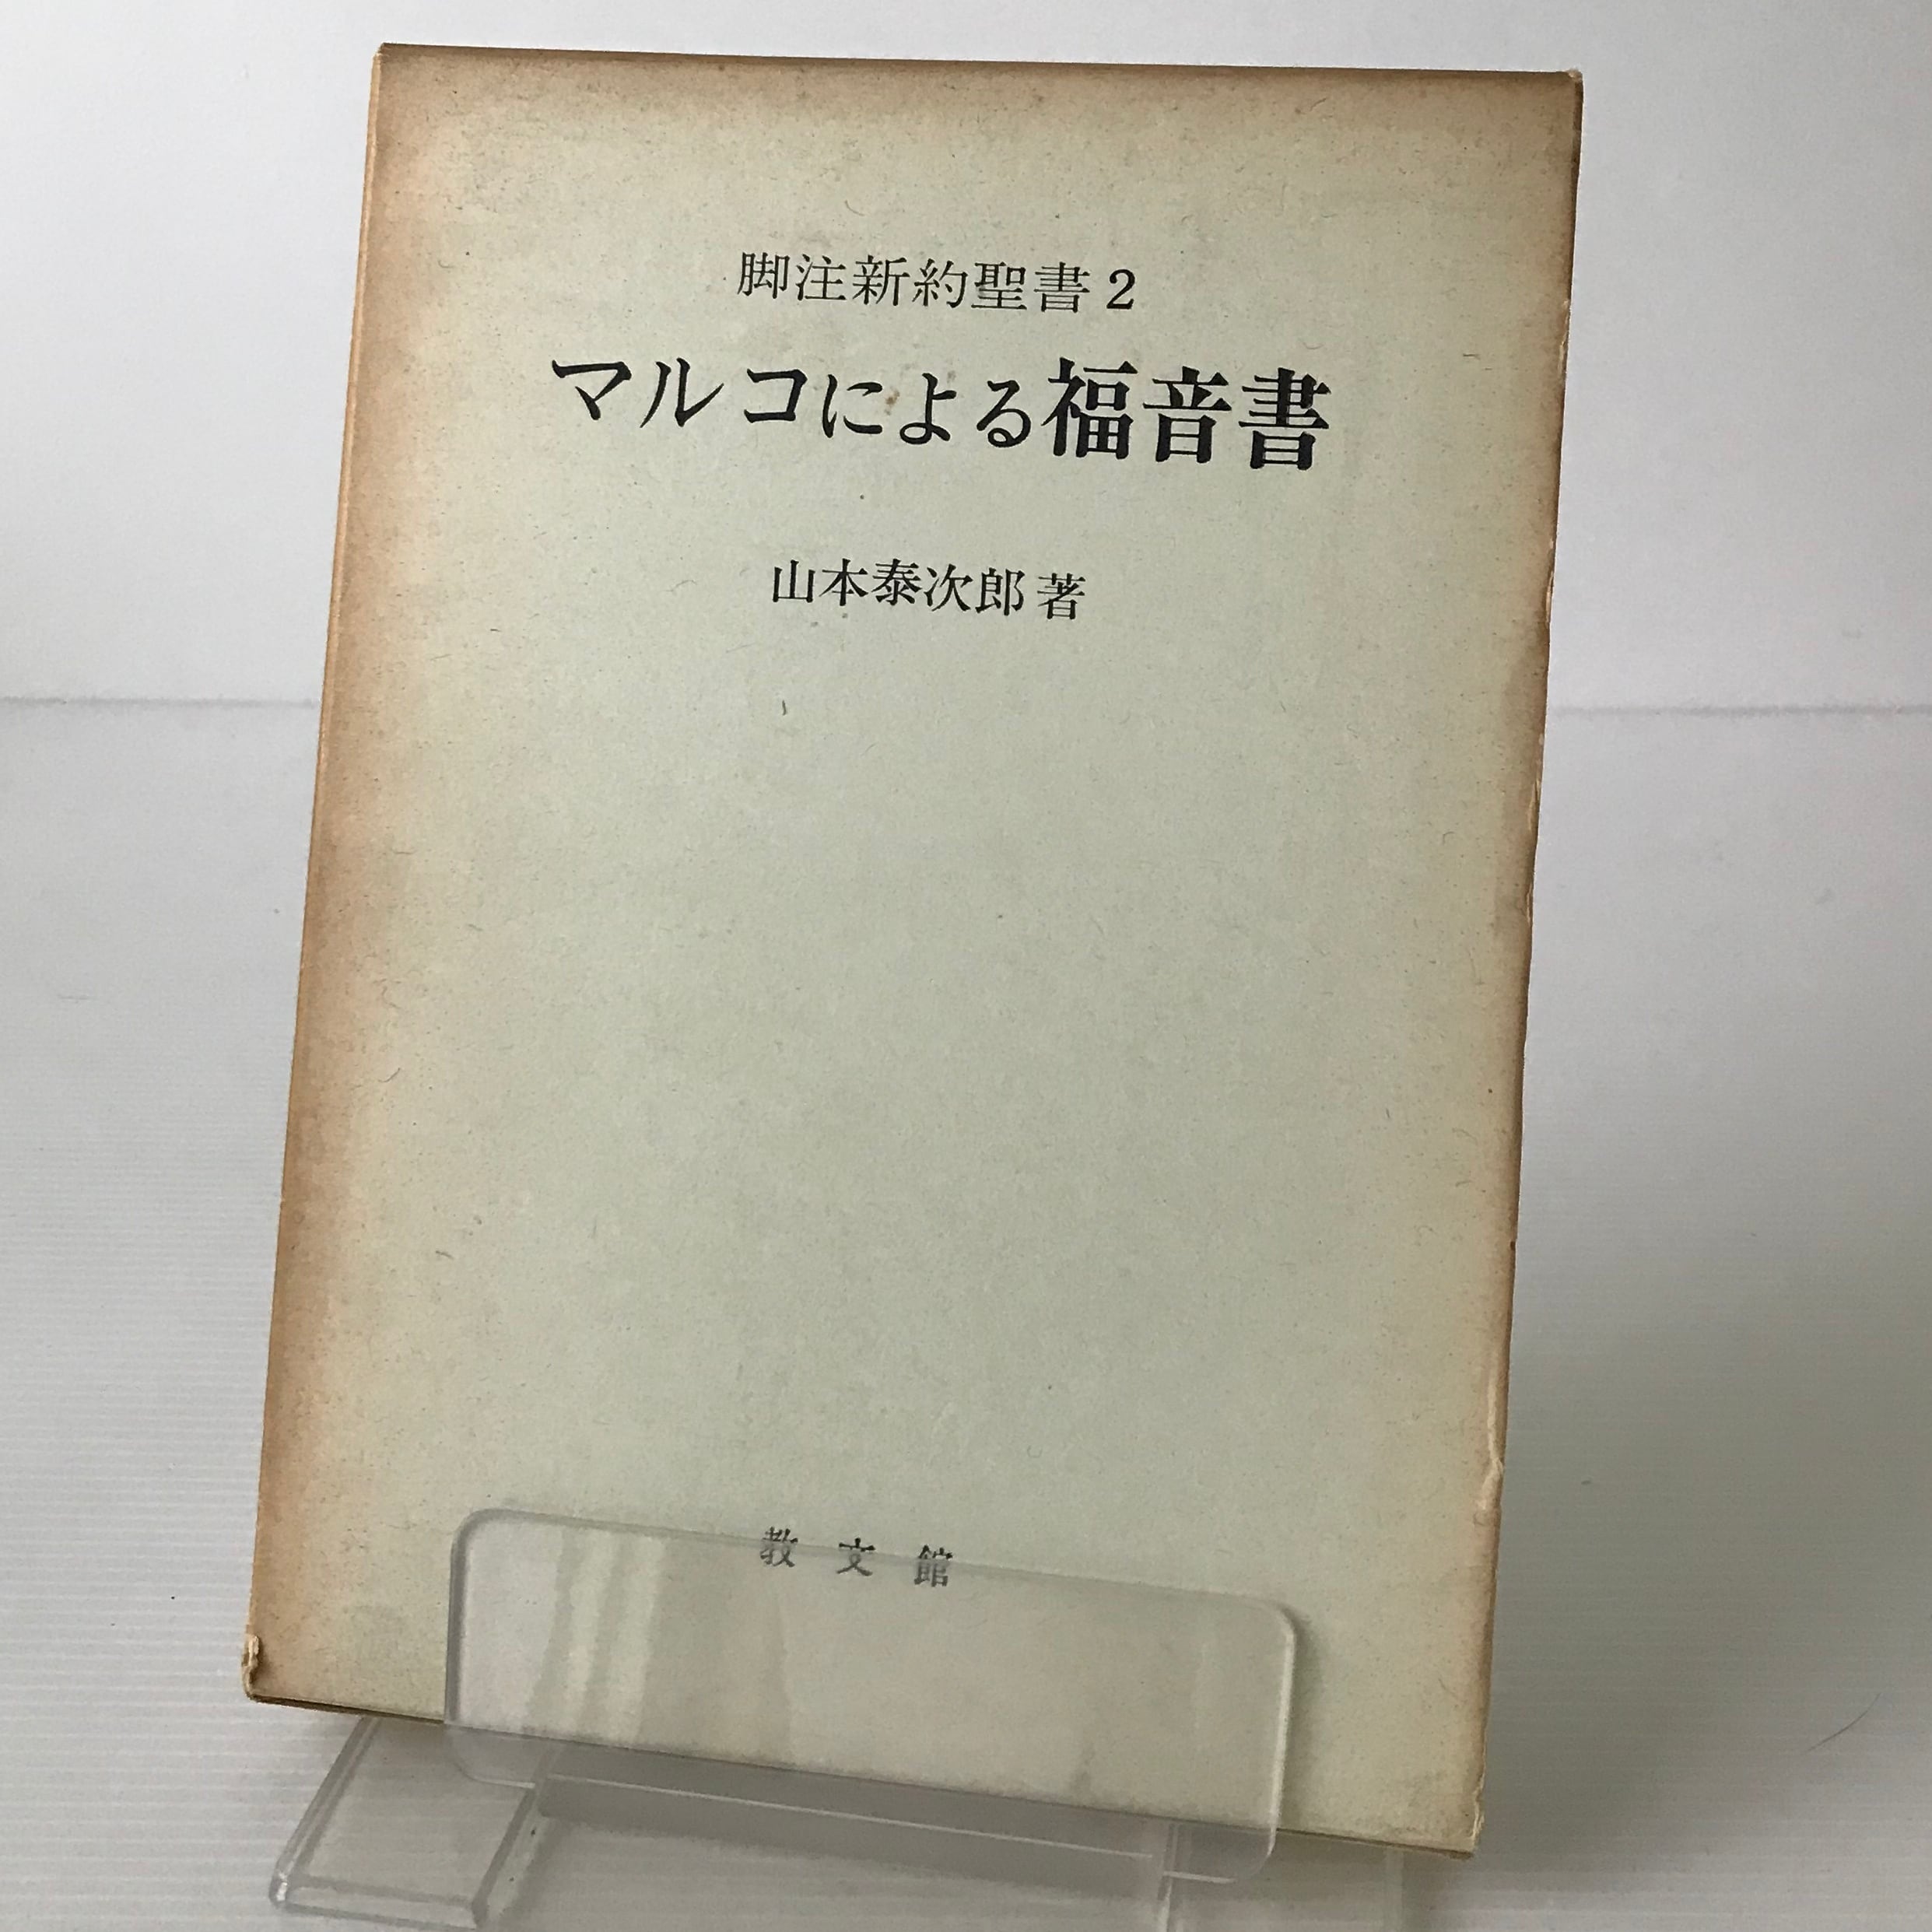 脚注新約聖書2
マルコによる福音書
山本泰次郎 著
教文館